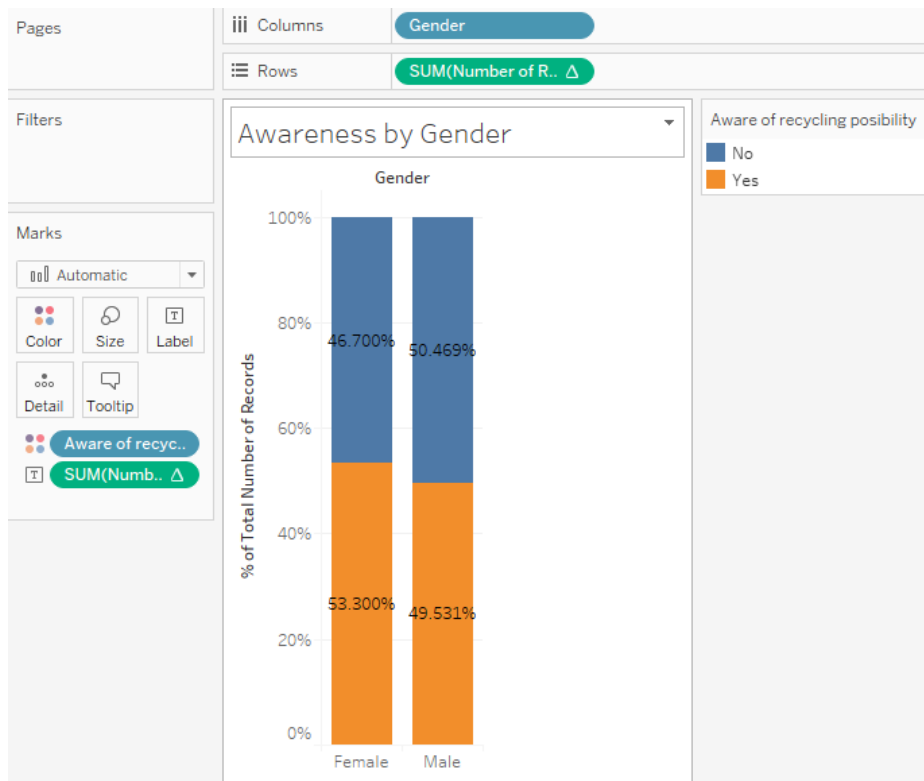 Pages
Columns
Gender
Rows
SUM(Number of R.. Δ
Filters
Marks
Automatic
Color
Size
T
Label
Detail
Tooltip
Aware of recyc..
T
SUM(Numb.. Δ
Awareness by Gender
Gender
% of Total Number of Records
100%
80%
60%
40%
20%
0%
46.700%
50.469%
53.300%
49.531%
Female
Male
Aware of recycling posibility
No
Yes